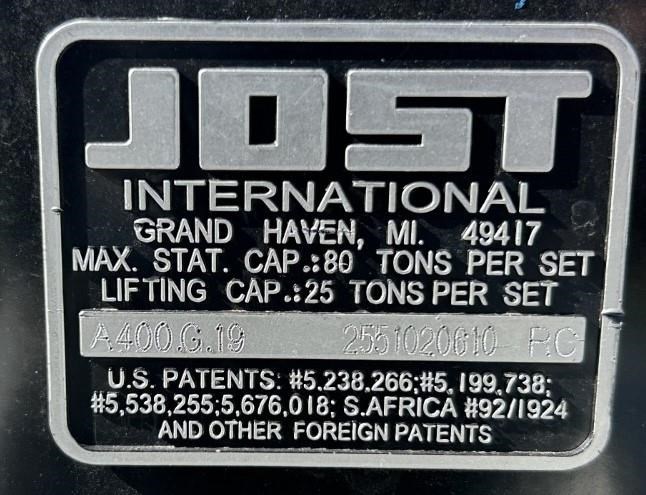 JOST
INTERNATIONAL
GRAND HAVEN, MI. 49417
MAX. STAT. CAP.:80 TONS PER SET
LIFTING CAP.:25 TONS PER SET
A400.G.19 2551020610 RC
U.S. PATENTS: #5,238,266;#5,199,738;
#5,538,255;5,676,018; S.AFRICA #92/1924
AND OTHER FOREIGN PATENTS